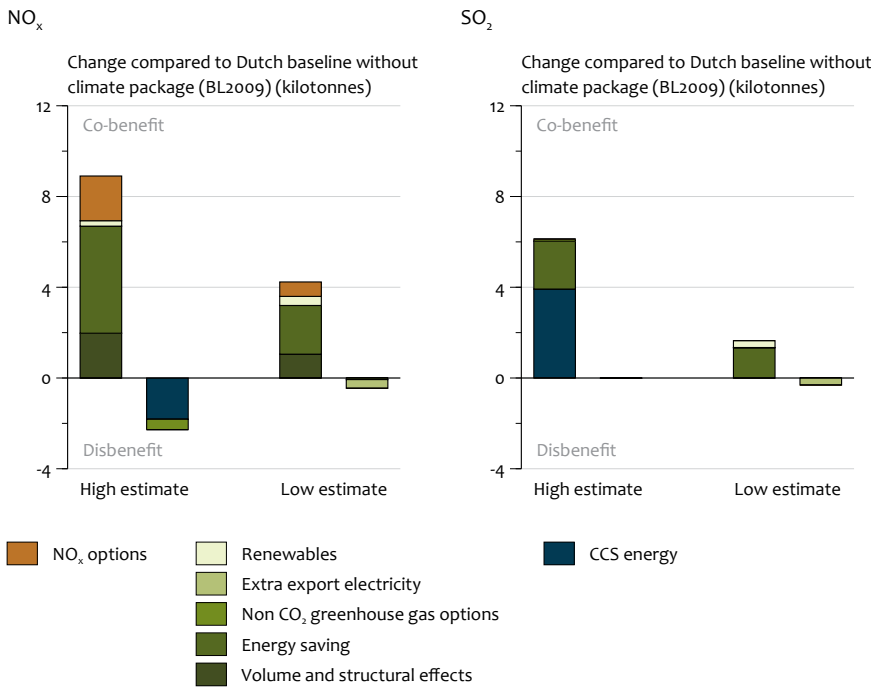 NOₓ
Change compared to Dutch baseline without
climate package (BL2009) (kilotonnes)
12
Co-benefit
8
4
0
Disbenefit
-4
High estimate
Low estimate
SO₂
Change compared to Dutch baseline without
climate package (BL2009) (kilotonnes)
12
Co-benefit
8
4
0
Disbenefit
-4
High estimate
Low estimate
NOₓ options
Renewables
Extra export electricity
Non CO₂ greenhouse gas options
Energy saving
Volume and structural effects
CCS energy